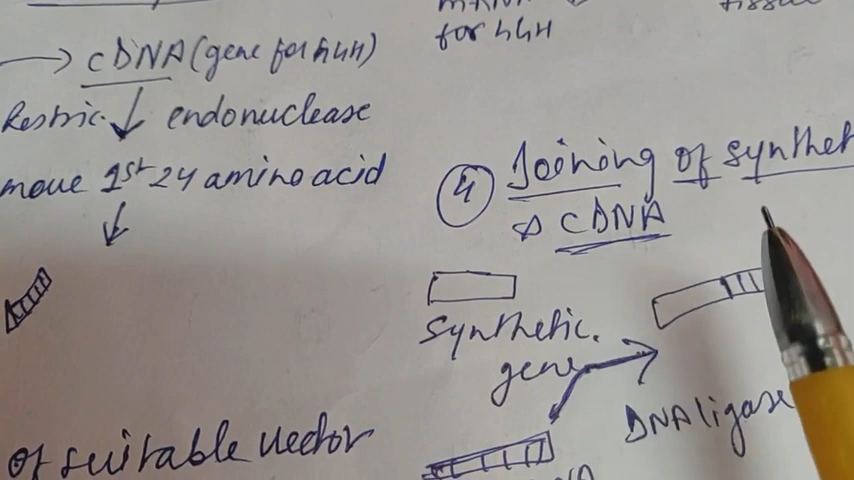 for hGH
cDNA (gene for hGH)
Restric. endonuclease
move 1st 24 amino acid
4 Joining of synthet
& cDNA
Synthetic.
gene
DNA ligase
of suitable vector